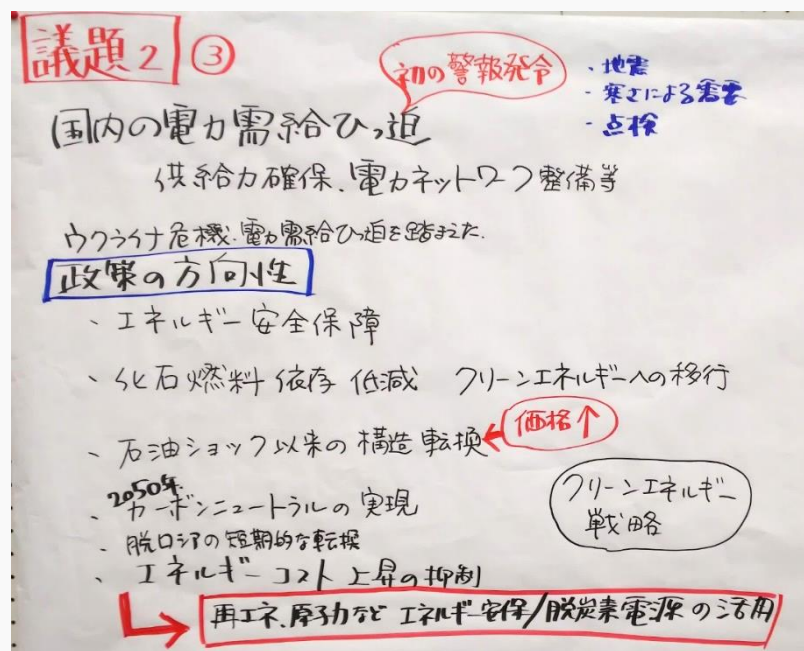 議題2 ③
初の警報発令
・地震
・寒さによる需要
・点検
国内の電力需給ひっ迫
供給力確保、電力ネットワーク整備等
ウクライナ危機、電力需給ひっ迫を踏まえた
政策の方向性
・エネルギー安全保障
・化石燃料依存低減 クリーンエネルギーへの移行
・石油ショック以来の構造転換 ← 価格↑
・2050年カーボンニュートラルの実現
クリーンエネルギー
戦略
・脱ロシアの短期的な転換
・エネルギーコスト上昇の抑制
→ 再エネ、原子力など エネルギー安保/脱炭素電源の活用